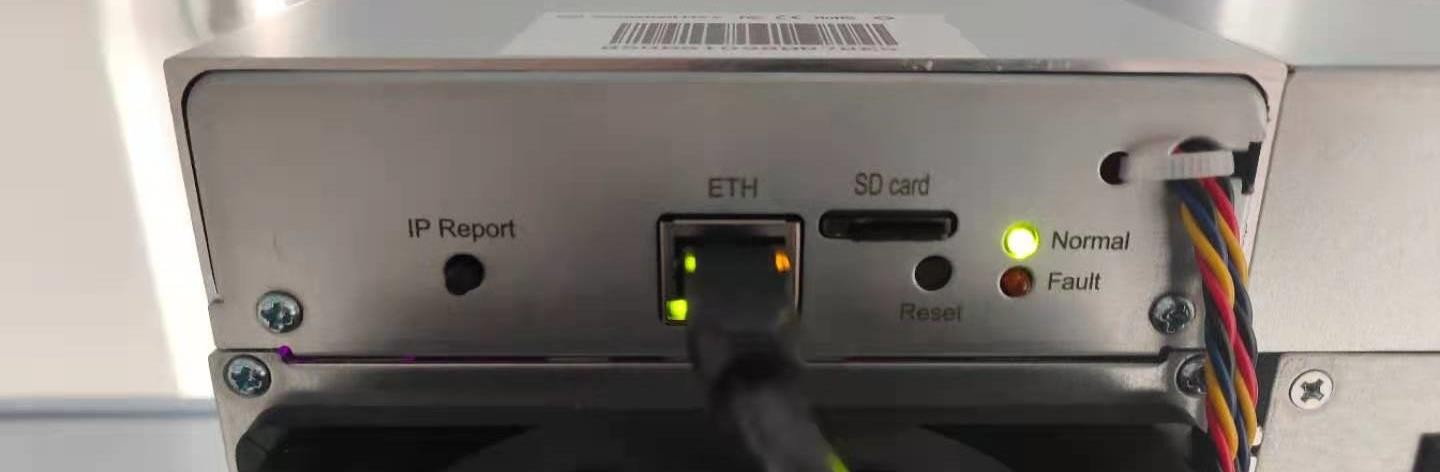 ETH
SD card
IP Report
Normal
Fault
Reset